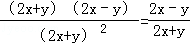 (2x+y) (2x-y) / (2x+y)² = 2x-y / 2x+y